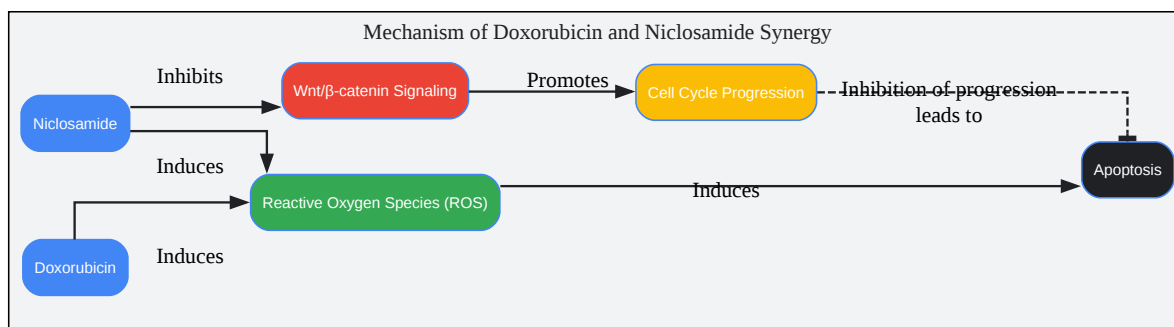 Mechanism of Doxorubicin and Niclosamide Synergy
Inhibits
Wnt/β-catenin Signaling
Promotes
Cell Cycle Progression
Inhibition of progression
leads to
Niclosamide
Induces
Reactive Oxygen Species (ROS)
Induces
Apoptosis
Doxorubicin
Induces